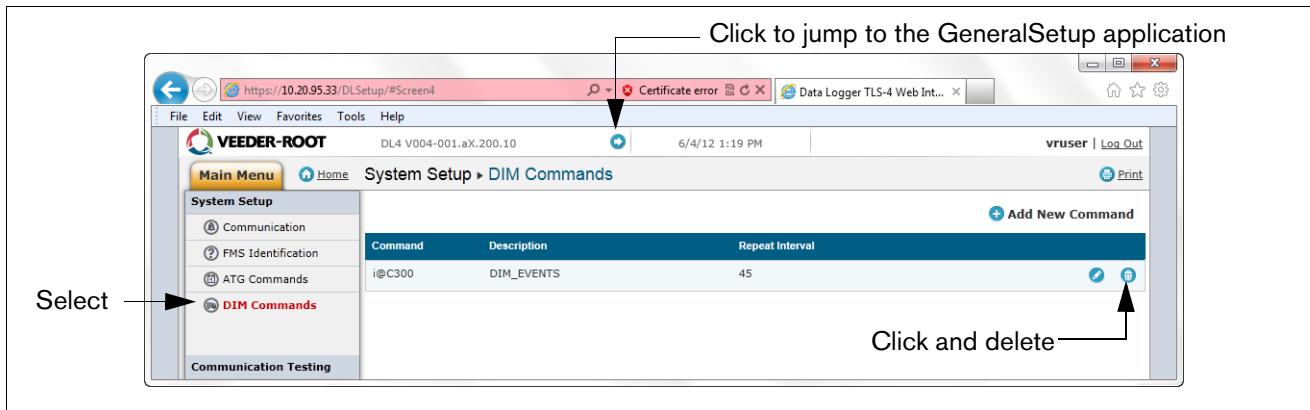 Click to jump to the GeneralSetup application
https://10.20.95.33/DLSetup/#Screen4
Certificate error
Data Logger TLS-4 Web Int...
File Edit View Favorites Tools Help
VEEDER-ROOT
DL4 V004-001.aX.200.10
6/4/12 1:19 PM
vruser | Log Out
Main Menu
Home
System Setup ▸ DIM Commands
Print
System Setup
Add New Command
Communication
Command Description Repeat Interval
FMS Identification
i@C300 DIM_EVENTS 45
ATG Commands
Select
DIM Commands
Click and delete
Communication Testing